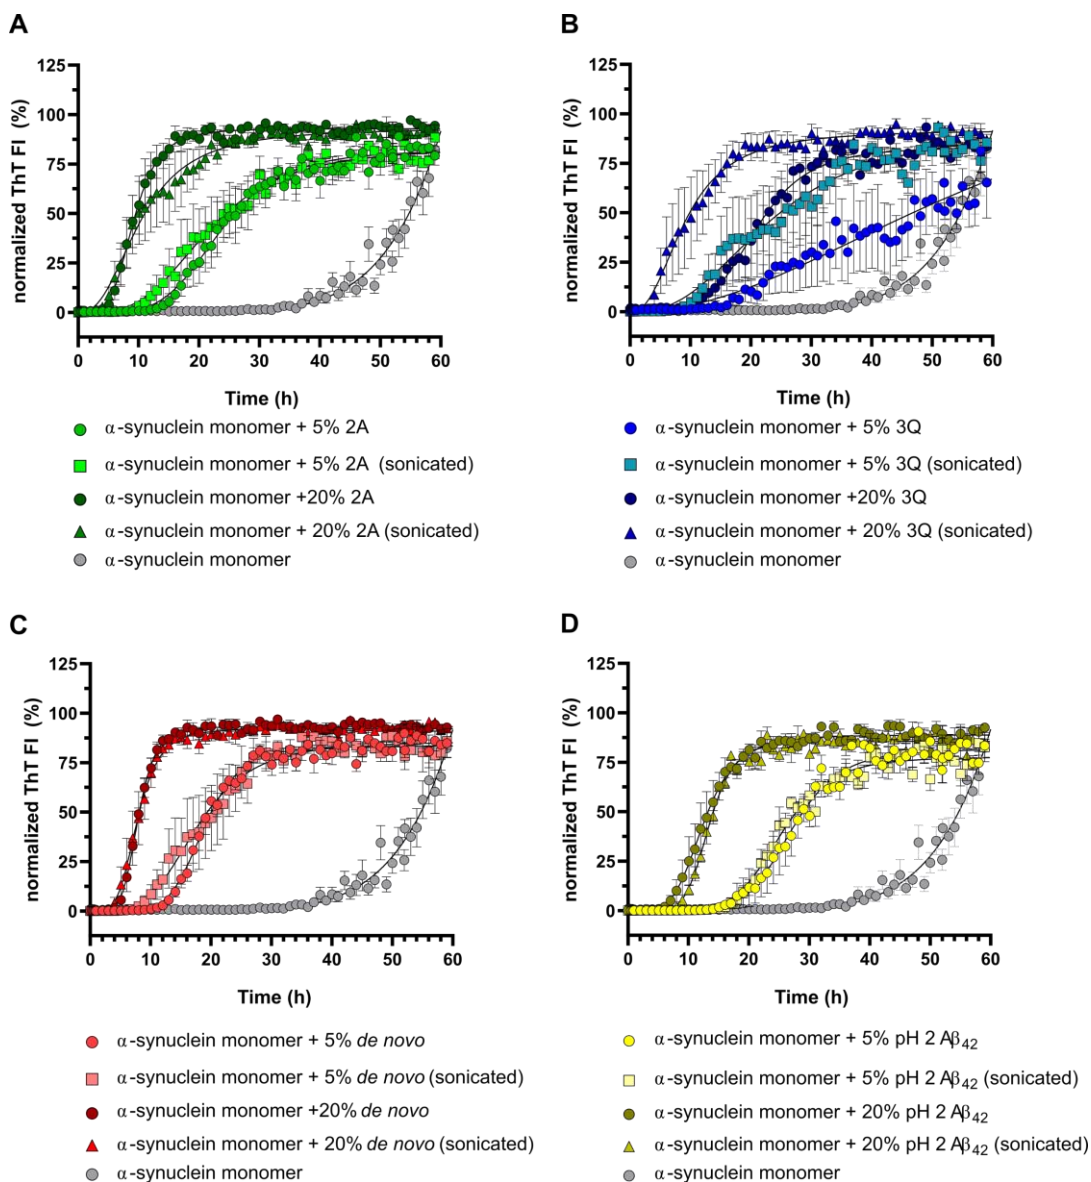 A
125
100
75
50
25
0
normalized ThT FI (%)
0 10 20 30 40 50 60
Time (h)
α-synuclein monomer + 5% 2A
α-synuclein monomer + 5% 2A (sonicated)
α-synuclein monomer +20% 2A
α-synuclein monomer + 20% 2A (sonicated)
α-synuclein monomer
B
125
100
75
50
25
0
normalized ThT FI (%)
0 10 20 30 40 50 60
Time (h)
α-synuclein monomer + 5% 3Q
α-synuclein monomer + 5% 3Q (sonicated)
α-synuclein monomer +20% 3Q
α-synuclein monomer + 20% 3Q (sonicated)
α-synuclein monomer
C
125
100
75
50
25
0
normalized ThT FI (%)
0 10 20 30 40 50 60
Time (h)
α-synuclein monomer + 5% de novo
α-synuclein monomer + 5% de novo (sonicated)
α-synuclein monomer +20% de novo
α-synuclein monomer + 20% de novo (sonicated)
α-synuclein monomer
D
125
100
75
50
25
0
normalized ThT FI (%)
0 10 20 30 40 50 60
Time (h)
α-synuclein monomer + 5% pH 2 Aβ42
α-synuclein monomer + 5% pH 2 Aβ42 (sonicated)
α-synuclein monomer + 20% pH 2 Aβ42
α-synuclein monomer + 20% pH 2 Aβ42 (sonicated)
α-synuclein monomer